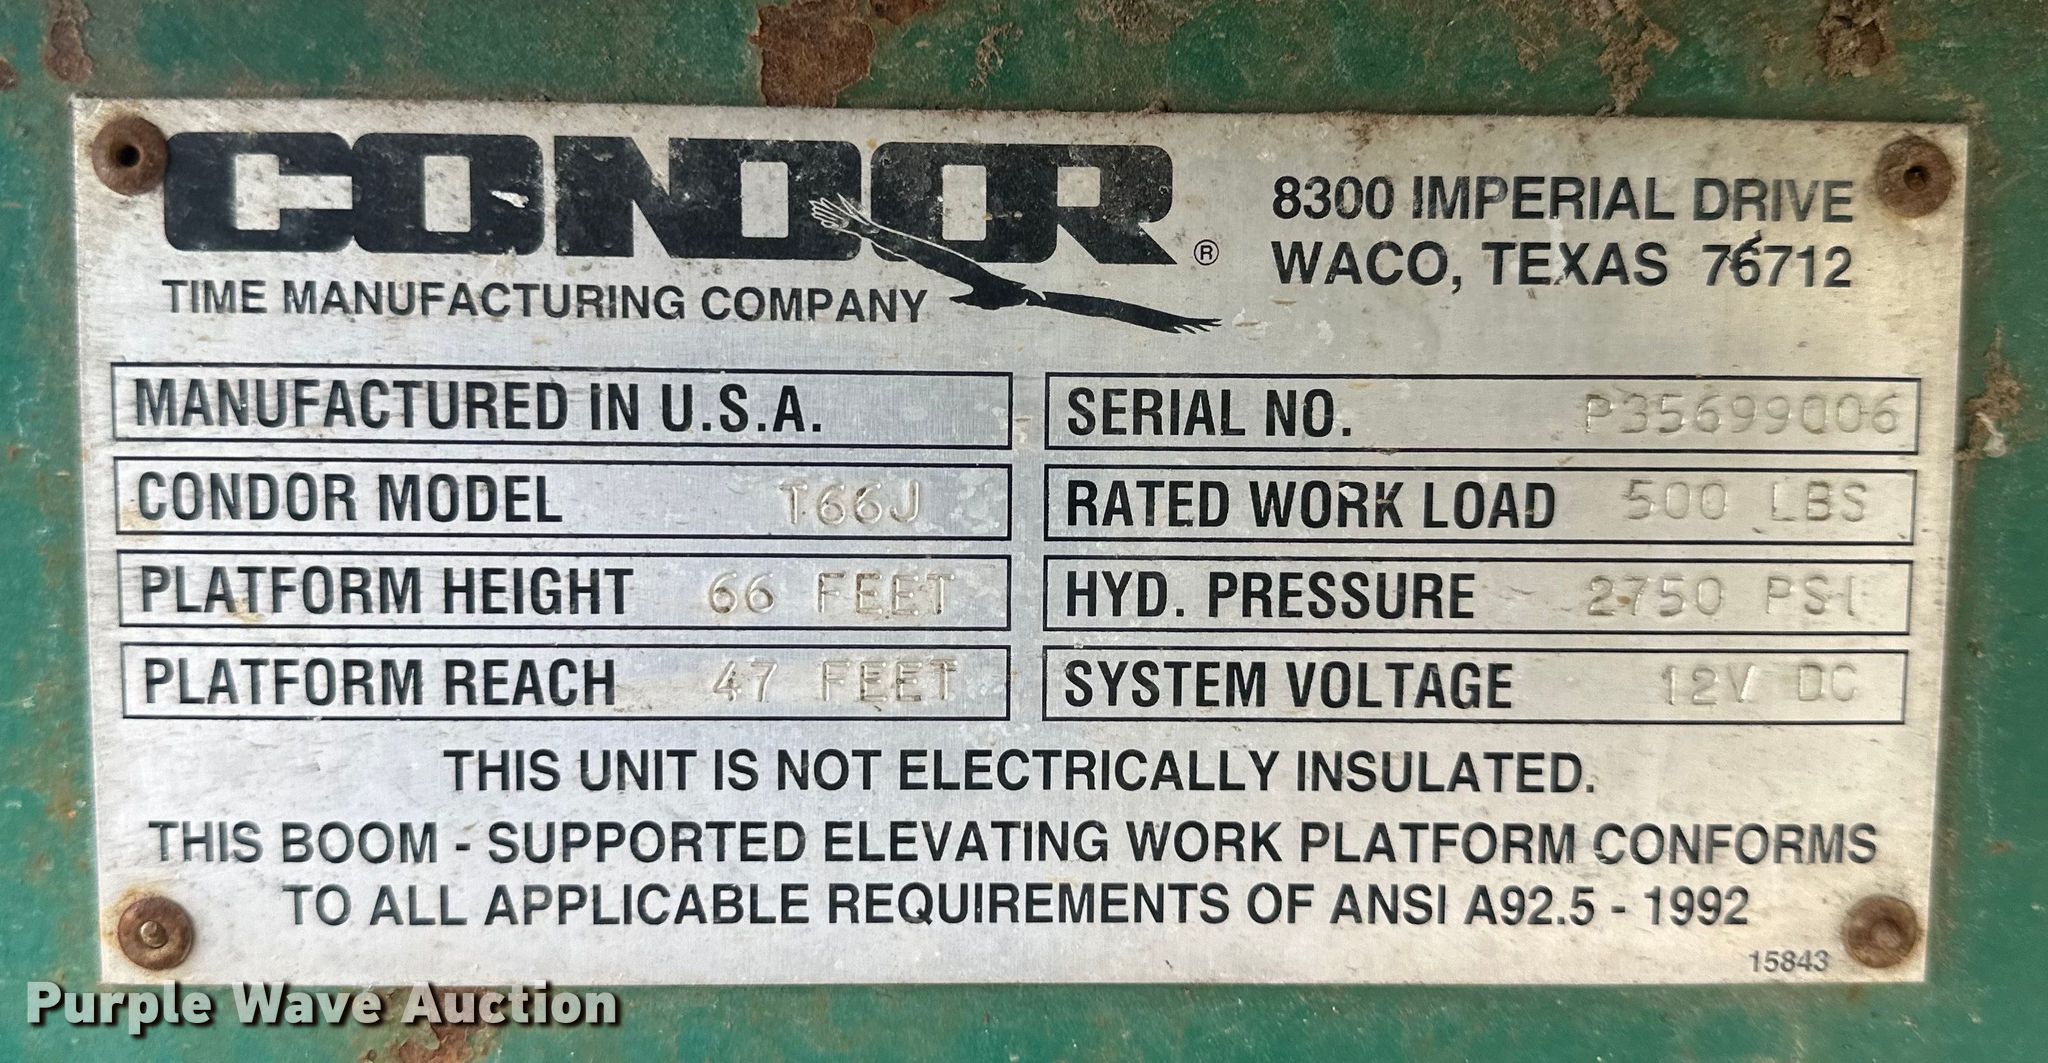 CONDOR®
TIME MANUFACTURING COMPANY
8300 IMPERIAL DRIVE
WACO, TEXAS 76712
MANUFACTURED IN U.S.A.
CONDOR MODEL T66J
PLATFORM HEIGHT 66 FEET
PLATFORM REACH 47 FEET
SERIAL NO. P35699006
RATED WORK LOAD 500 LBS
HYD. PRESSURE 2750 PSI
SYSTEM VOLTAGE 12V DC
THIS UNIT IS NOT ELECTRICALLY INSULATED.
THIS BOOM - SUPPORTED ELEVATING WORK PLATFORM CONFORMS
TO ALL APPLICABLE REQUIREMENTS OF ANSI A92.5 - 1992
15843
Purple Wave Auction